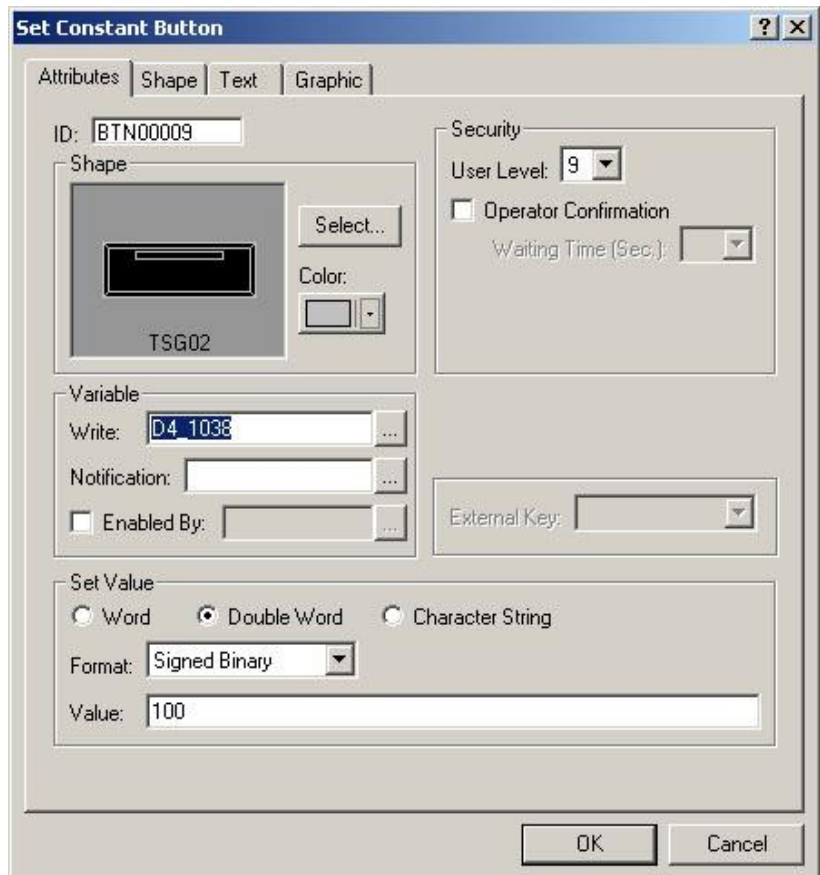 Set Constant Button
Attributes Shape Text Graphic
ID: BTN00009
Shape
Select...
Color:
TSG02
Security
User Level: 9
Operator Confirmation
Waiting Time (Sec.):
Variable
Write: D4_1038 ...
Notification: ...
Enabled By: ...
External Key:
Set Value
Word Double Word Character String
Format: Signed Binary
Value: 100
OK Cancel